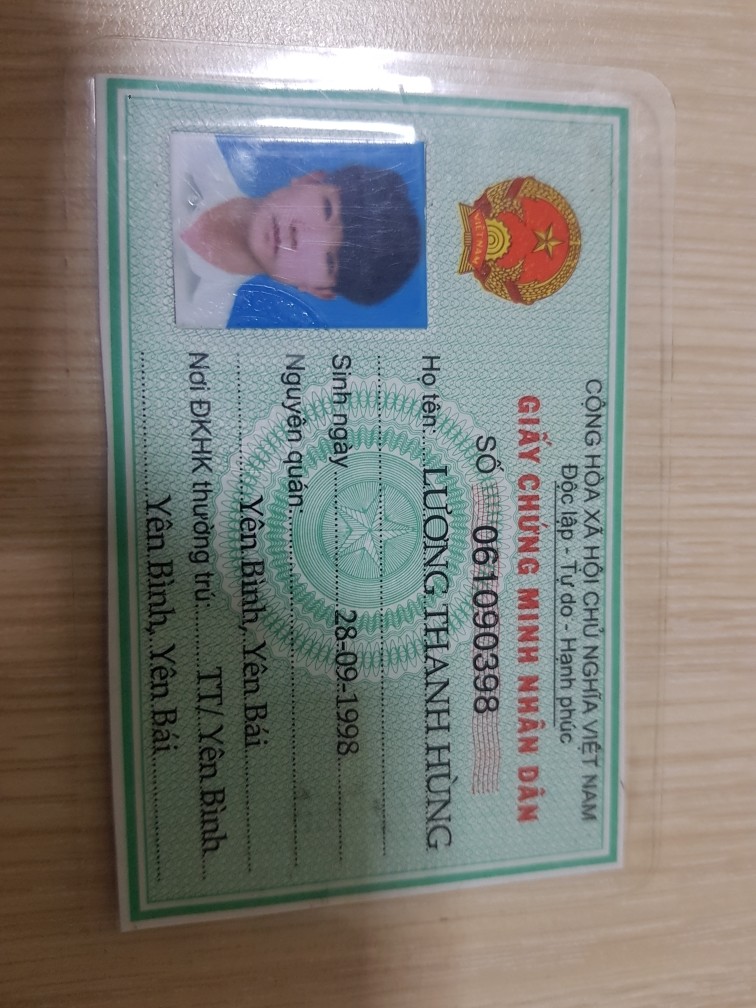 CỘNG HÒA XÃ HỘI CHỦ NGHĨA VIỆT NAM
Độc lập - Tự do - Hạnh phúc
GIẤY CHỨNG MINH NHÂN DÂN
SỐ 061090398
VIỆT NAM
Họ tên: LƯƠNG THANH HÙNG
Sinh ngày 28-09-1998
Nguyên quán:
Yên Bình, Yên Bái
Nơi ĐKHK thường trú: TT/ Yên Bình
Yên Bình, Yên Bái